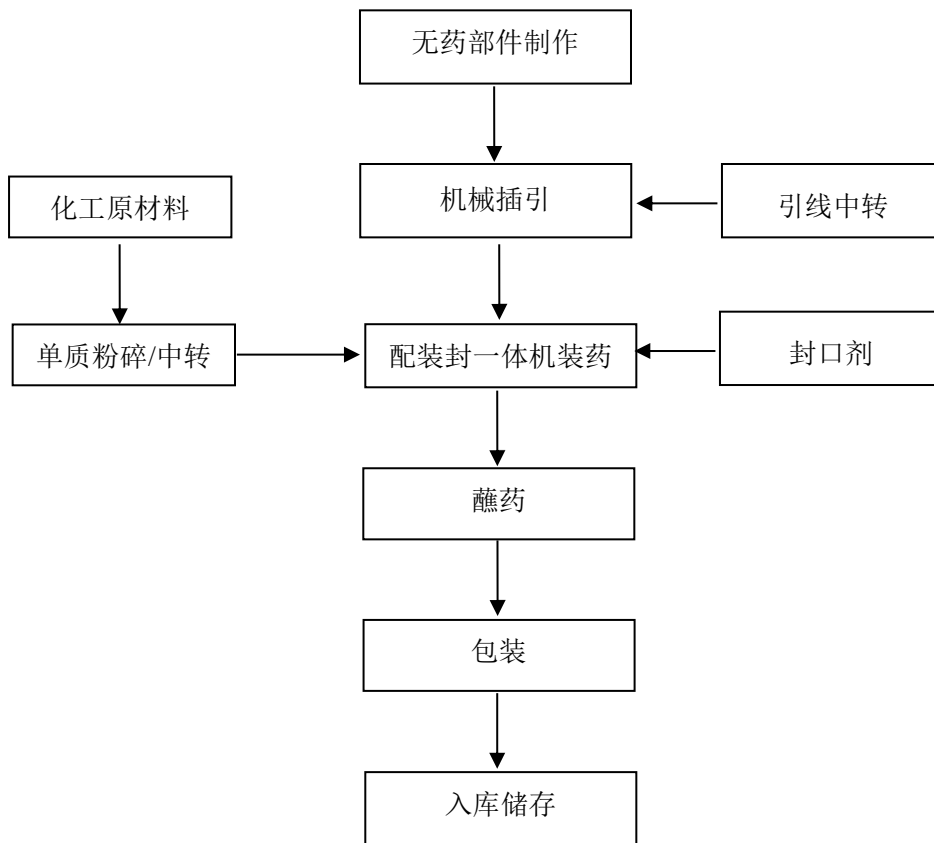 无药部件制作
机械插引
引线中转
化工原材料
单质粉碎/中转
配装封一体机装药
封口剂
蘸药
包装
入库储存